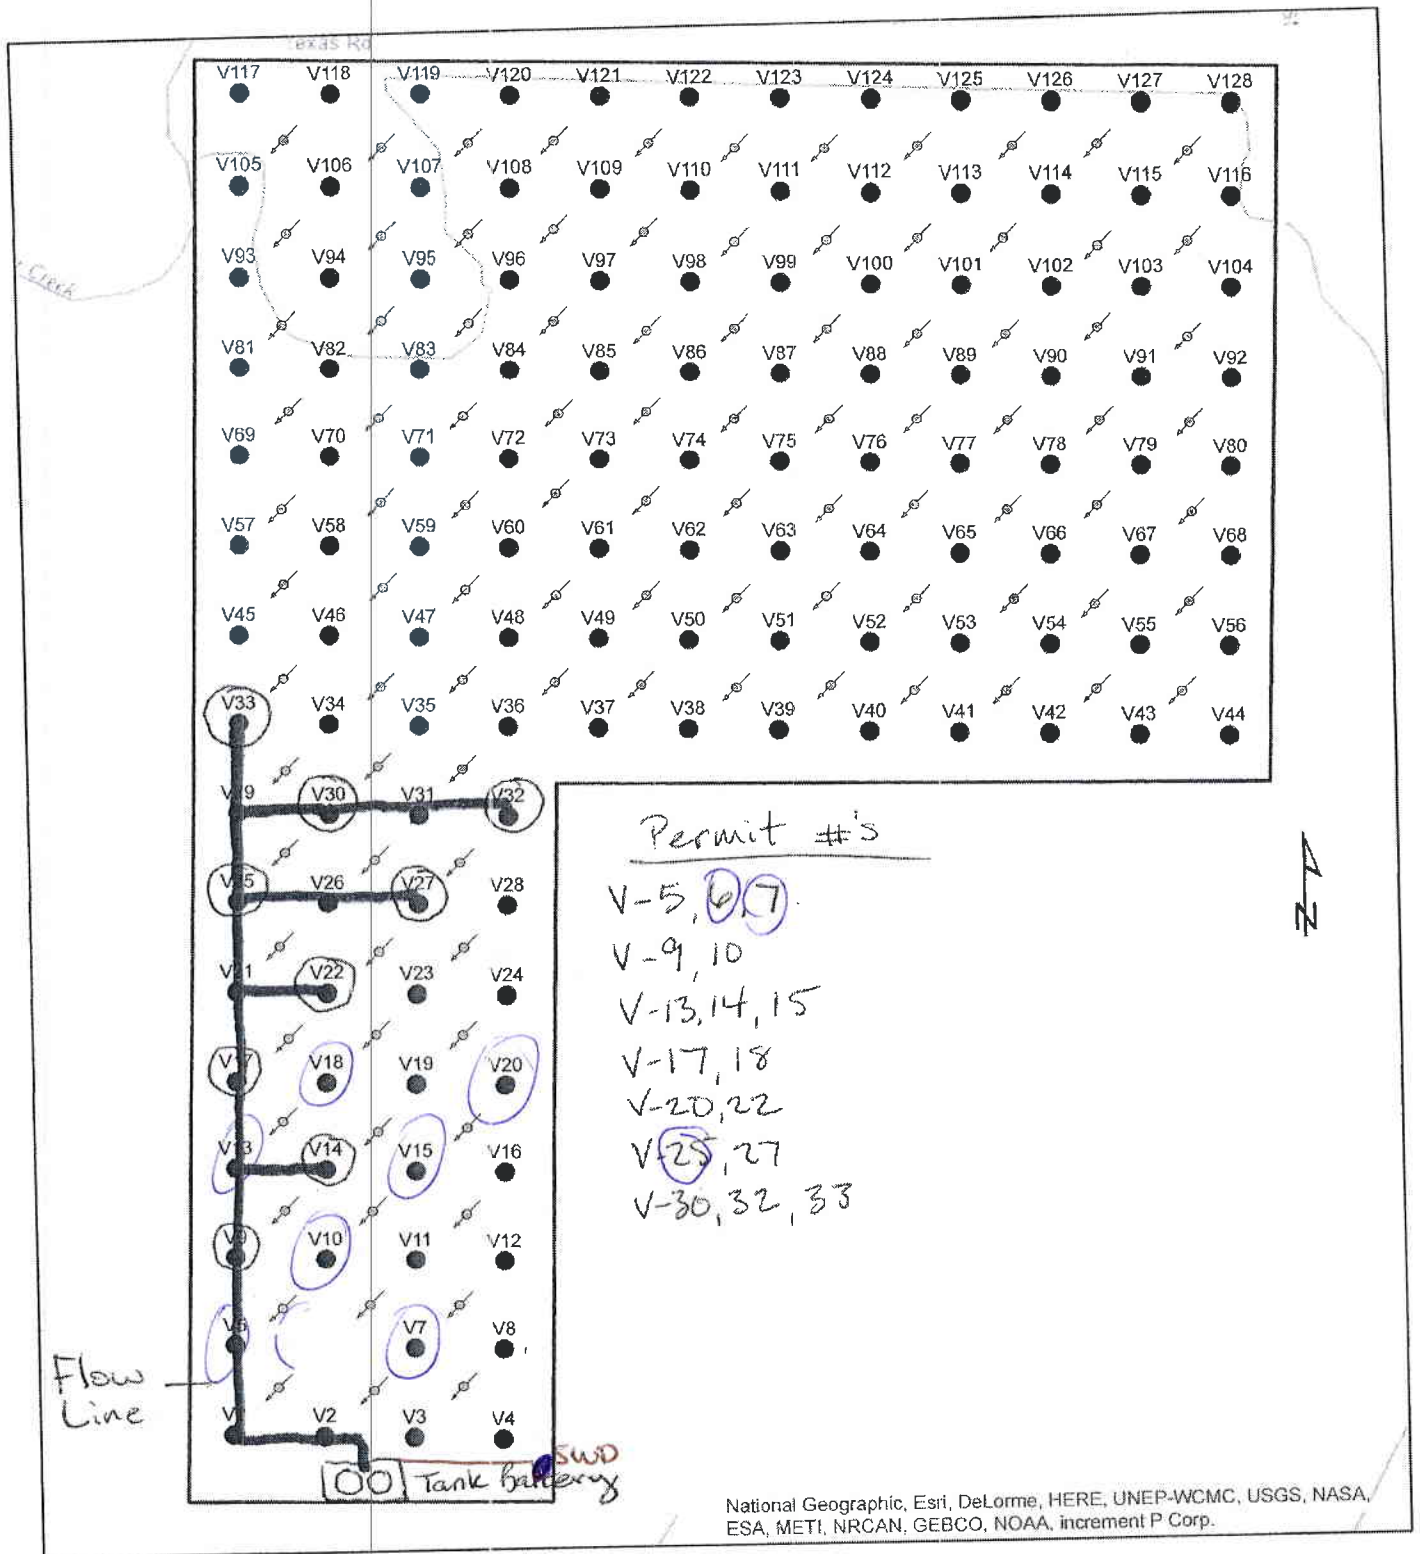 exas Ro
V117 V118 V119 V120 V121 V122 V123 V124 V125 V126 V127 V128
V105 V106 V107 V108 V109 V110 V111 V112 V113 V114 V115 V116
V93 V94 V95 V96 V97 V98 V99 V100 V101 V102 V103 V104
Creek
V81 V82 V83 V84 V85 V86 V87 V88 V89 V90 V91 V92
V69 V70 V71 V72 V73 V74 V75 V76 V77 V78 V79 V80
V57 V58 V59 V60 V61 V62 V63 V64 V65 V66 V67 V68
V45 V46 V47 V48 V49 V50 V51 V52 V53 V54 V55 V56
V33 V34 V35 V36 V37 V38 V39 V40 V41 V42 V43 V44
V30 V31 V32
V26 V27 V28
V21 V22 V23 V24
V17 V18 V19 V20
V13 V14 V15 V16
V9 V10 V11 V12
V7 V8
V1 V2 V3 V4
Permit #'s
V-5, 6, 7.
V-9, 10
V-13, 14, 15
V-17, 18
V-20, 22
V-25, 27
V-30, 32, 33
N
Flow
Line
SWD
Tank Battery
National Geographic, Esri, DeLorme, HERE, UNEP-WCMC, USGS, NASA,
ESA, METI, NRCAN, GEBCO, NOAA, increment P Corp.